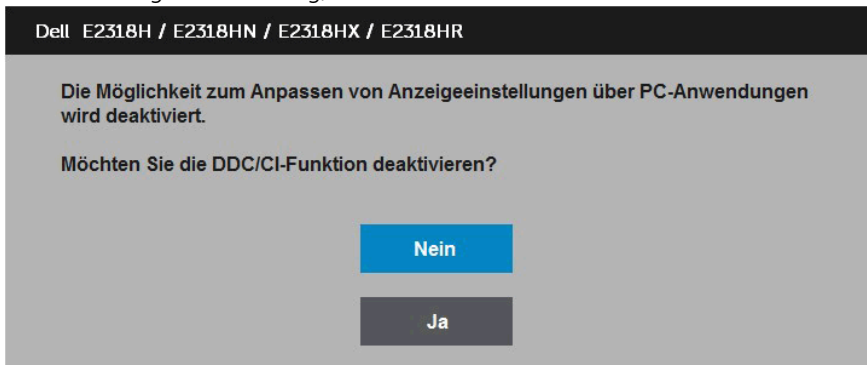 Dell E2318H / E2318HN / E2318HX / E2318HR
Die Möglichkeit zum Anpassen von Anzeigeeinstellungen über PC-Anwendungen
wird deaktiviert.
Möchten Sie die DDC/CI-Funktion deaktivieren?
Nein
Ja